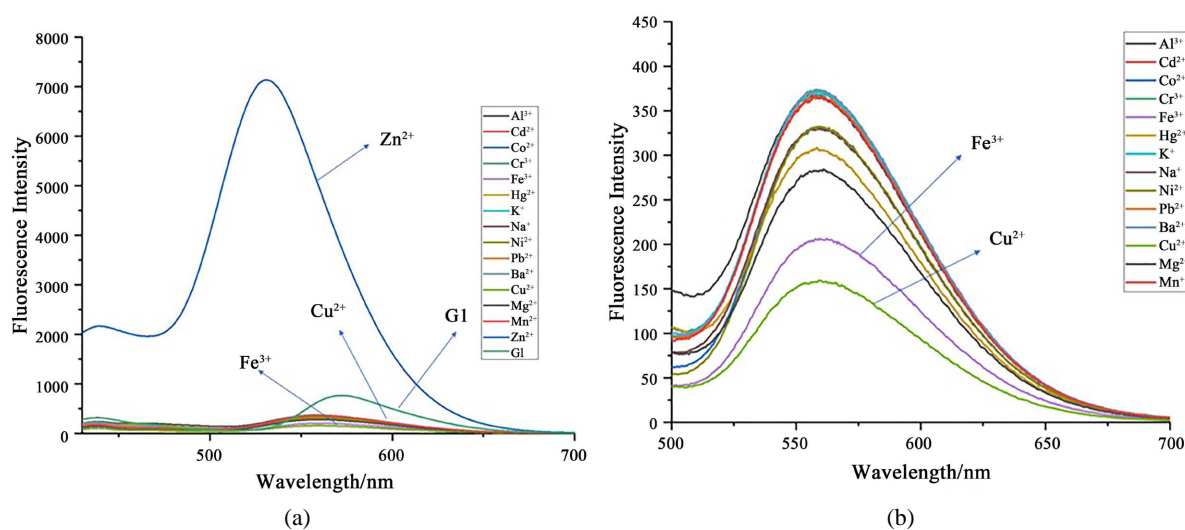 8000
7000
6000
5000
4000
3000
2000
1000
0
500
600
700
Fluorescence Intensity
Wavelength/nm
Zn²⁺
Cu²⁺
G1
Fe³⁺
Al³⁺
Cd²⁺
Co²⁺
Cr³⁺
Fe³⁺
Hg²⁺
K⁺
Na⁺
Ni²⁺
Pb²⁺
Ba²⁺
Cu²⁺
Mg²⁺
Mn²⁺
Zn²⁺
Gl
(a)
450
400
350
300
250
200
150
100
50
0
500
550
600
650
700
Fluorescence Intensity
Wavelength/nm
Fe³⁺
Cu²⁺
Al³⁺
Cd²⁺
Co²⁺
Cr³⁺
Fe³⁺
Hg²⁺
K⁺
Na⁺
Ni²⁺
Pb²⁺
Ba²⁺
Cu²⁺
Mg²
Mn⁺
(b)